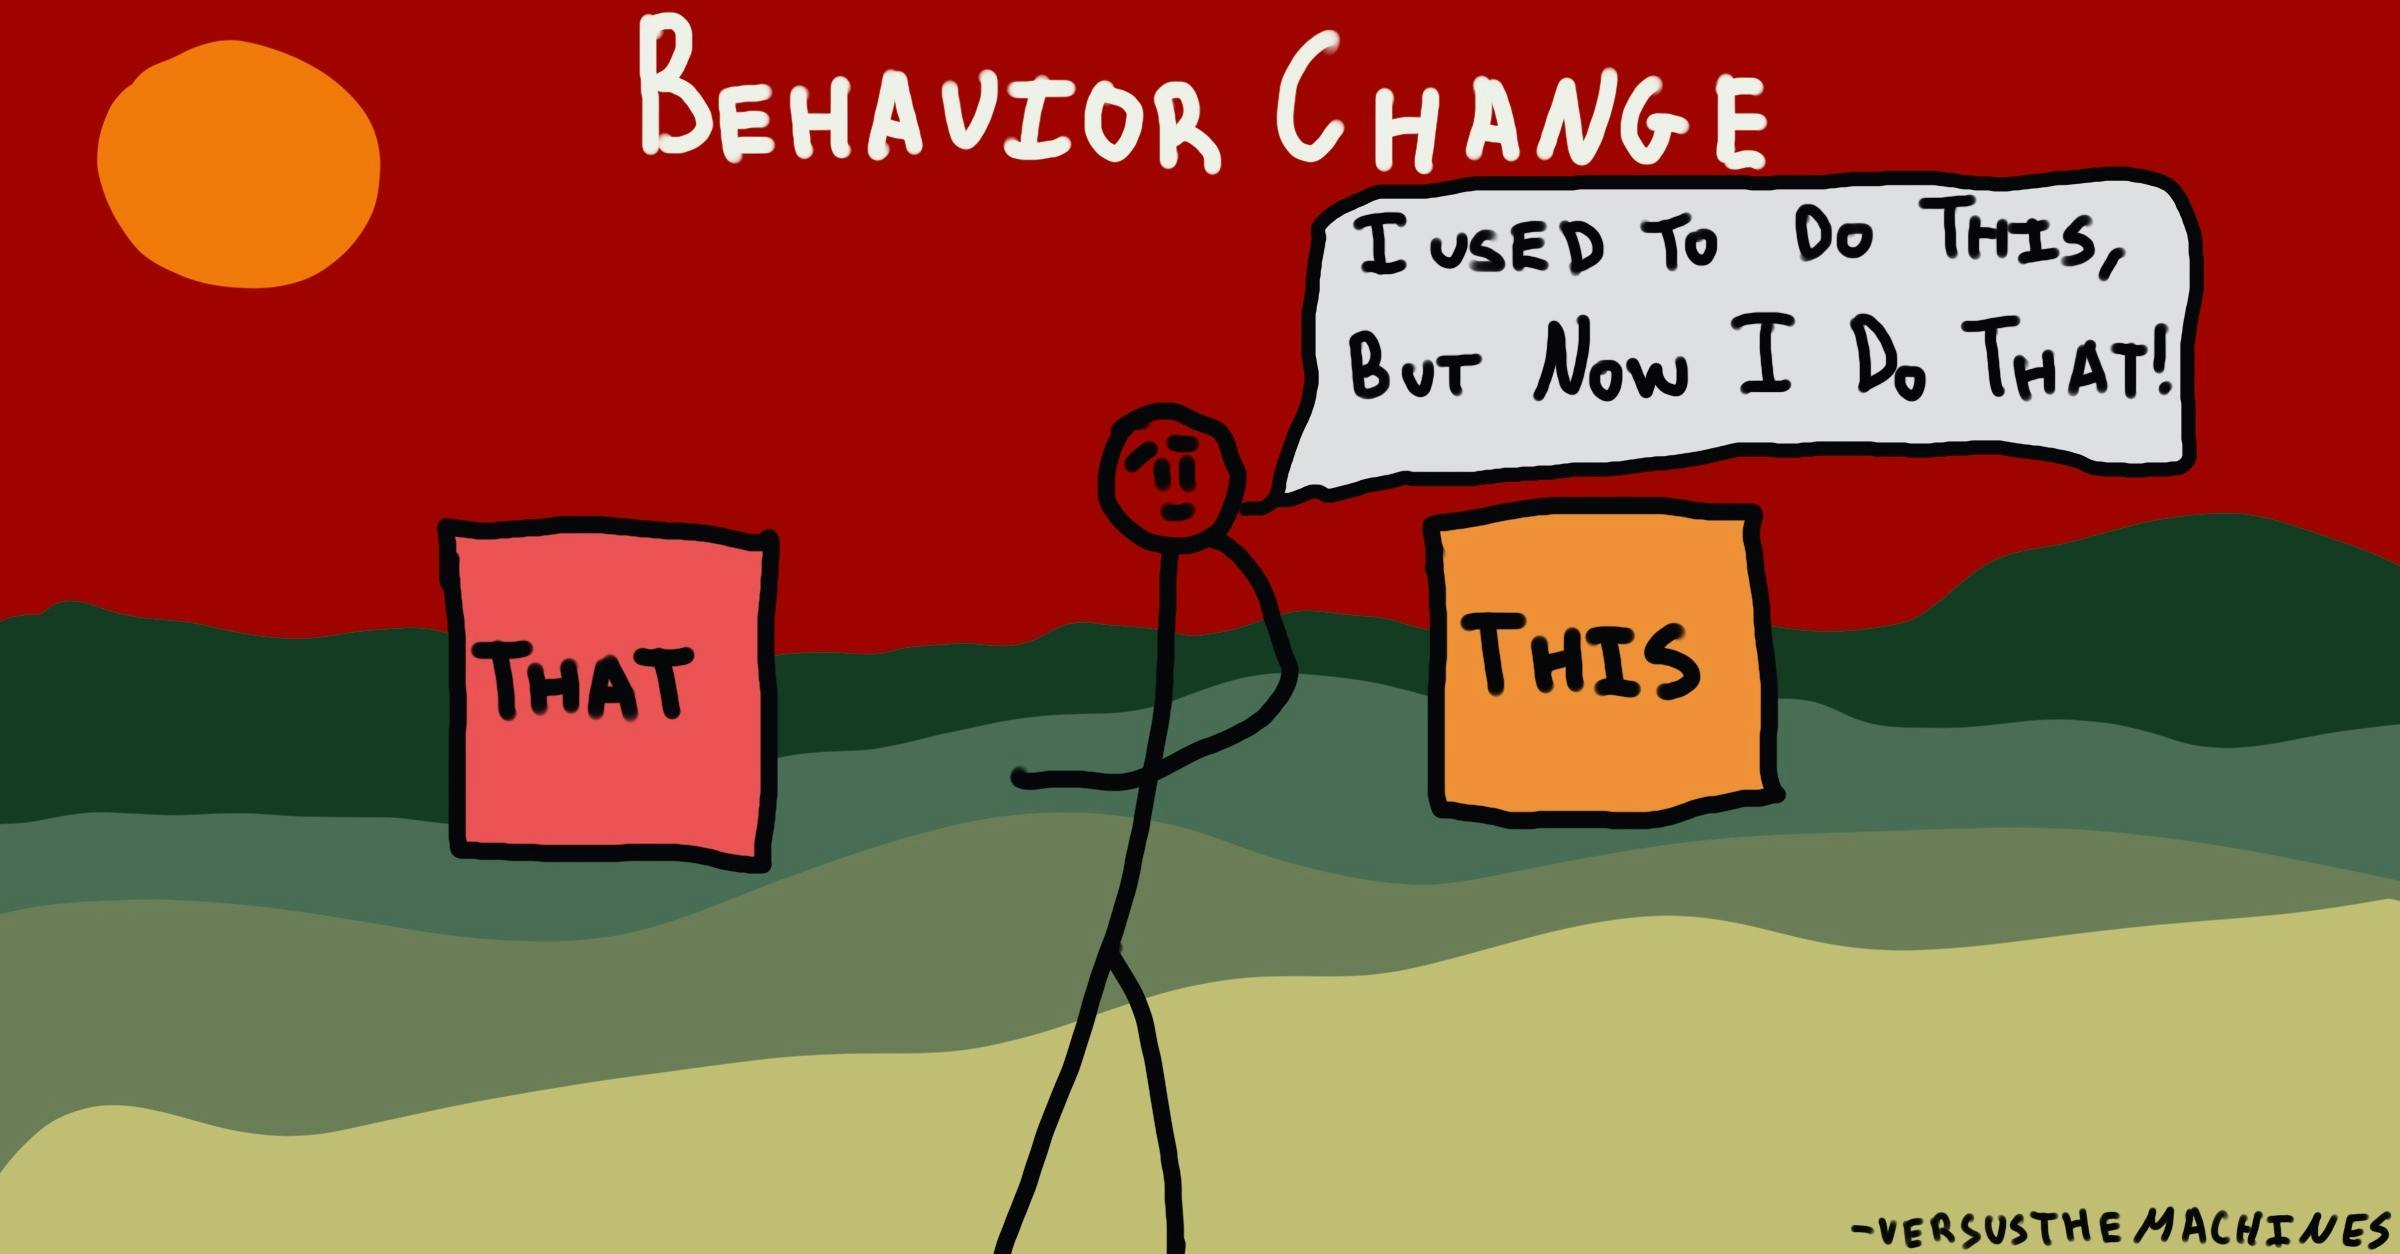 BEHAVIOR CHANGE
I USED TO DO THIS,
BUT NOW I DO THAT!
THAT
THIS
-VERSUSTHEMACHINES